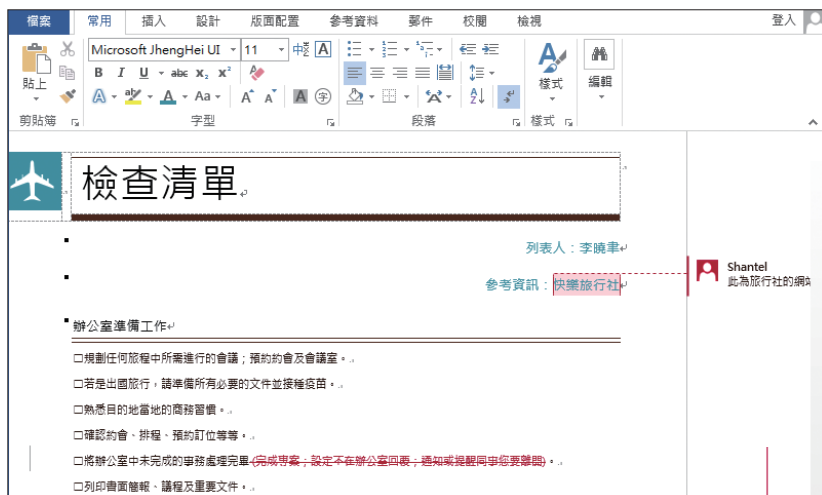 檔案 常用 插入 設計 版面配置 參考資料 郵件 校閱 檢視 登入
Microsoft JhengHei UI 11 中 A
B I U abc X₂ X²
貼上 A aby A Aa A A A 字 樣式 編輯
剪貼簿 字型 段落 樣式
檢查清單
列表人：李曉聿
參考資訊：快樂旅行社
Shantel
此為旅行社的網站
辦公室準備工作
□規劃任何旅程中所需進行的會議；預約約會及會議室。
□若是出國旅行，請準備所有必要的文件並接種疫苗。
□熟悉目的地當地的商務習慣。
□確認約會、排程、預約訂位等等。
□將辦公室中未完成的事務處理完畢(完成專案；設定不在辦公室回覆；通知或提醒同事您要離開)。
□列印書面簡報、議程及重要文件。